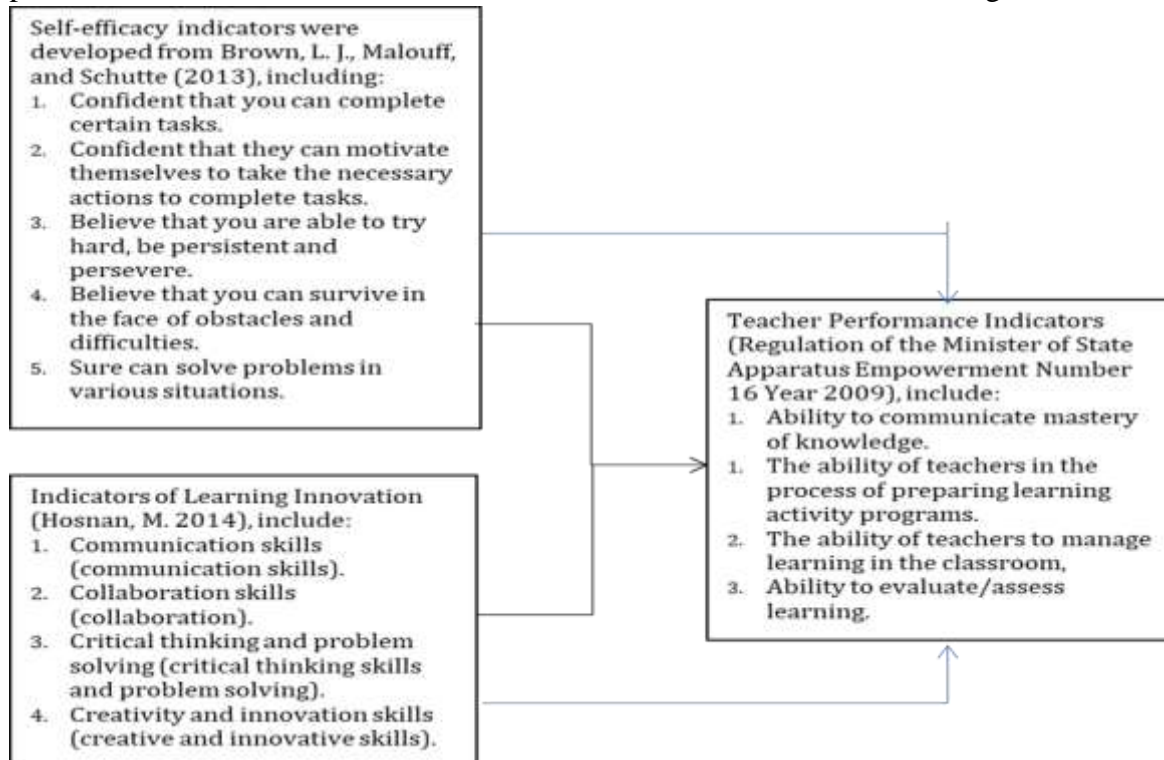 Self-efficacy indicators were
developed from Brown, L. J., Malouff,
and Schutte (2013), including:
1. Confident that you can complete
certain tasks.
2. Confident that they can motivate
themselves to take the necessary
actions to complete tasks.
3. Believe that you are able to try
hard, be persistent and
persevere.
4. Believe that you can survive in
the face of obstacles and
difficulties.
5. Sure can solve problems in
various situations.
Indicators of Learning Innovation
(Hosnan, M. 2014), include:
1. Communication skills
(communication skills).
2. Collaboration skills
(collaboration).
3. Critical thinking and problem
solving (critical thinking skills
and problem solving).
4. Creativity and innovation skills
(creative and innovative skills).
Teacher Performance Indicators
(Regulation of the Minister of State
Apparatus Empowerment Number
16 Year 2009), include:
1. Ability to communicate mastery
of knowledge.
1. The ability of teachers in the
process of preparing learning
activity programs.
2. The ability of teachers to manage
learning in the classroom,
3. Ability to evaluate/assess
learning.